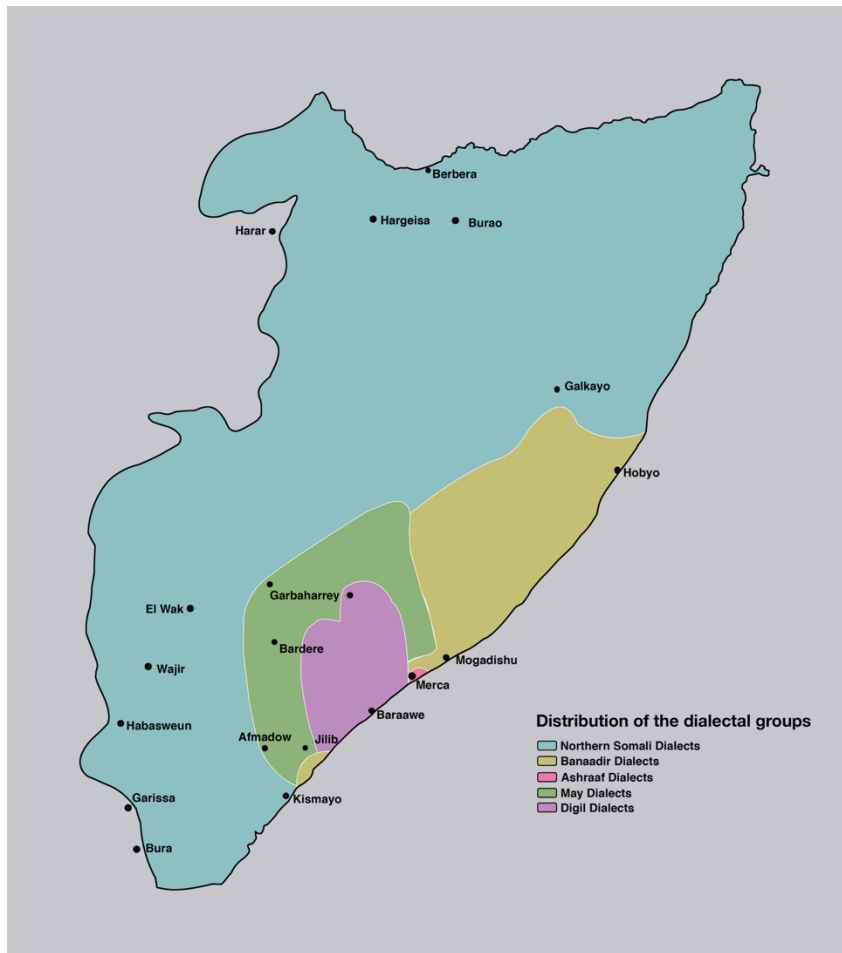 Berbera
Hargeisa
Burao
Harar
Galkayo
Hobyo
Garbaharrey
El Wak
Bardere
Mogadishu
Wajir
Merca
Baraawe
Habasweun
Afmadow
Jilib
Kismayo
Garissa
Bura
Distribution of the dialectal groups
Northern Somali Dialects
Banaadir Dialects
Ashraaf Dialects
May Dialects
Digil Dialects